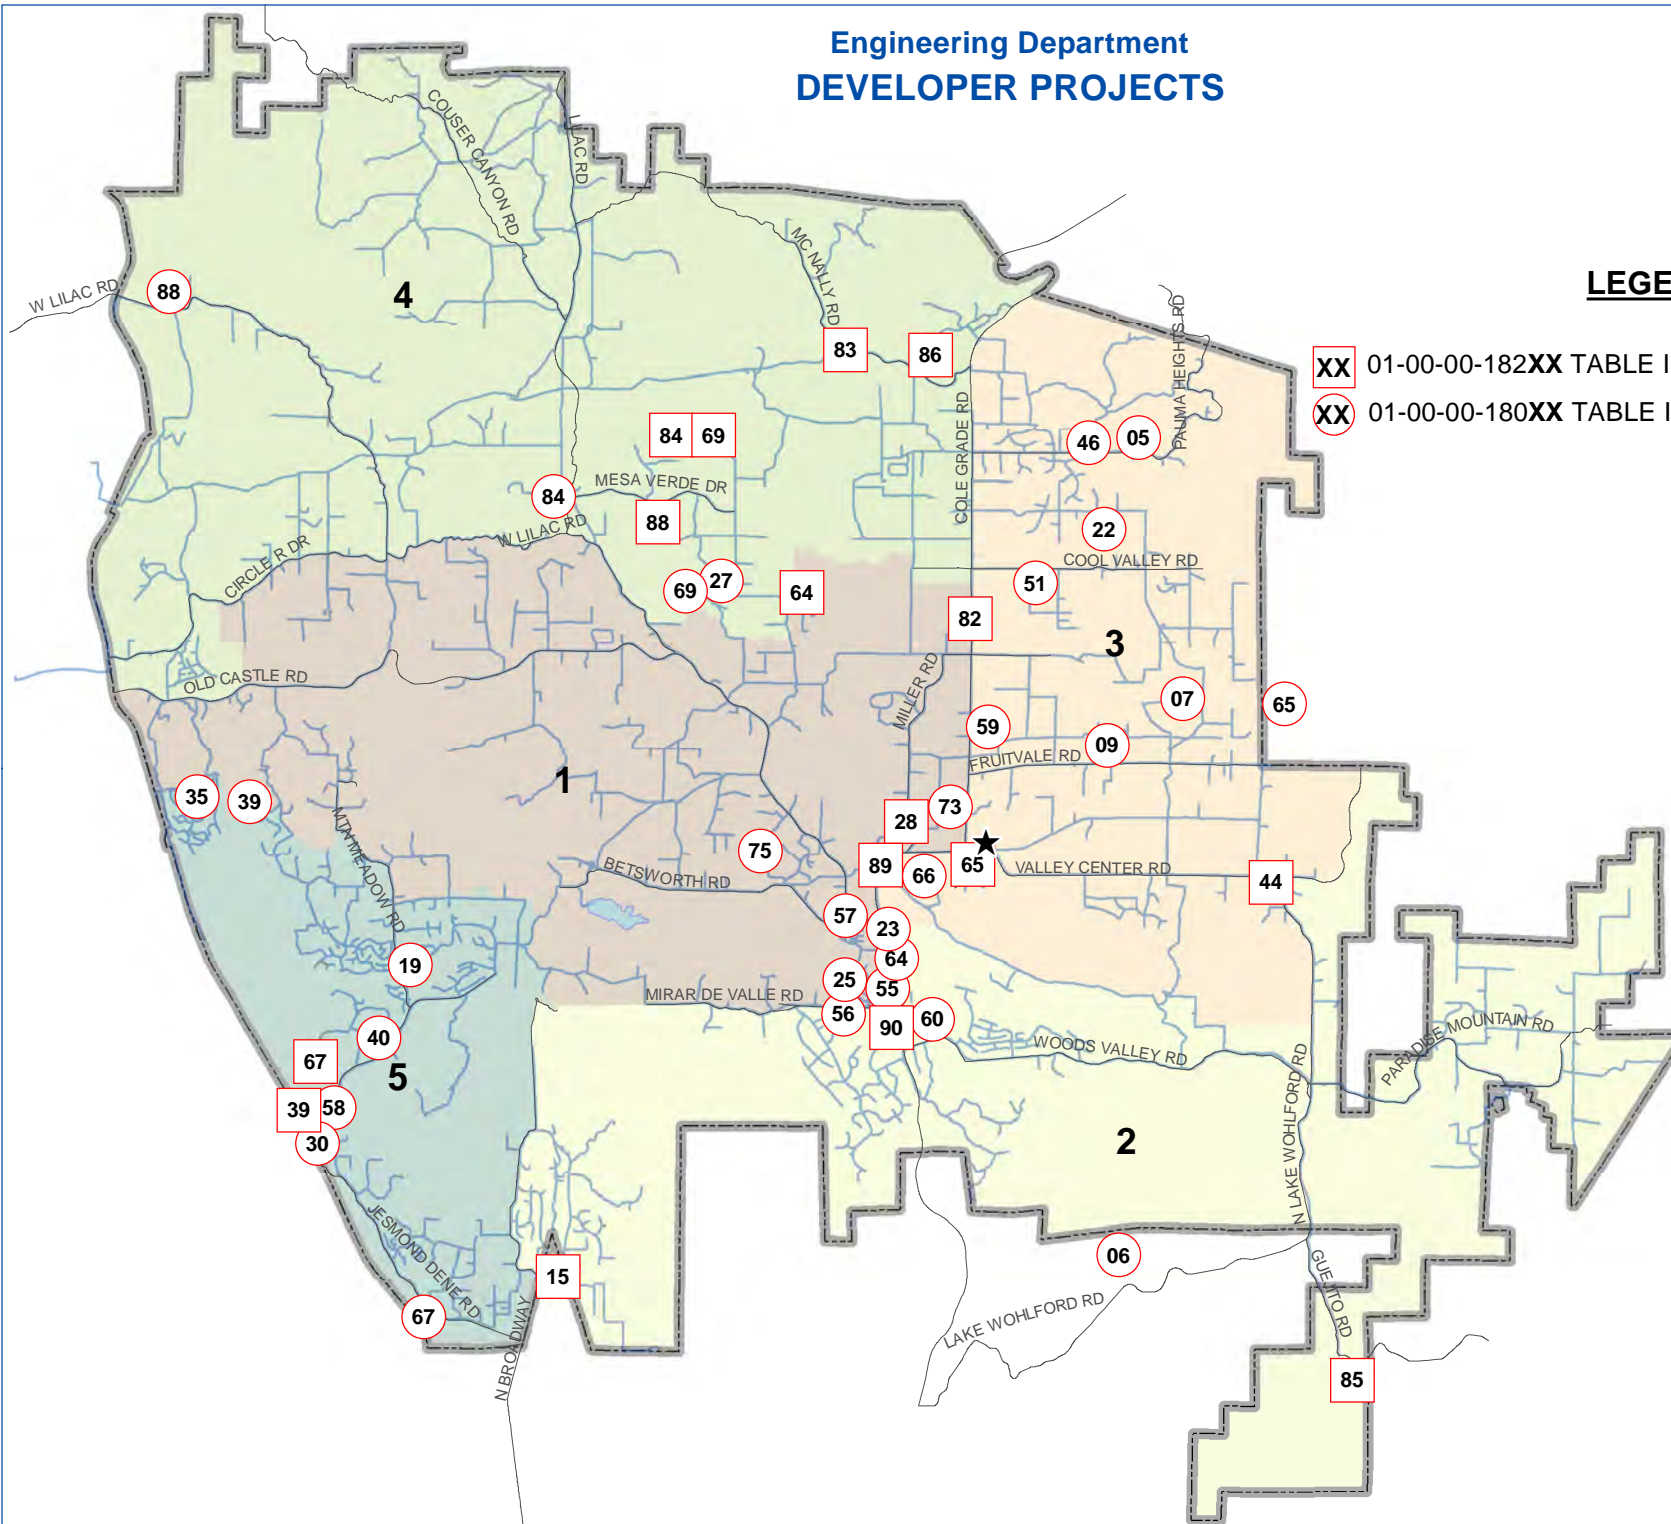 Engineering Department
DEVELOPER PROJECTS
LEGE
XX 01-00-00-182XX TABLE I
XX 01-00-00-180XX TABLE I
COUSER CANYON RD
LILAC RD
MC NALLY RD
W LILAC RD
88
4
83
86
PAUMA HEIGHTS RD
84
69
46
05
COLE GRADE RD
MESA VERDE DR
84
88
22
W LILAC RD
CIRCLE R DR
COOL VALLEY RD
69
27
64
51
82
3
OLD CASTLE RD
MILLER RD
07
65
59
09
FRUITVALE RD
1
35
39
73
28
MTN MEADOW RD
75
BETSWORTH RD
89
66
65
VALLEY CENTER RD
44
57
23
19
64
25
55
MIRAR DE VALLE RD
56
90
60
40
WOODS VALLEY RD
PARADISE MOUNTAIN RD
67
5
39
58
30
2
N LAKE WOHLFORD RD
JESMOND DENE RD
06
15
67
N BROADWAY
LAKE WOHLFORD RD
GUEJITO RD
85